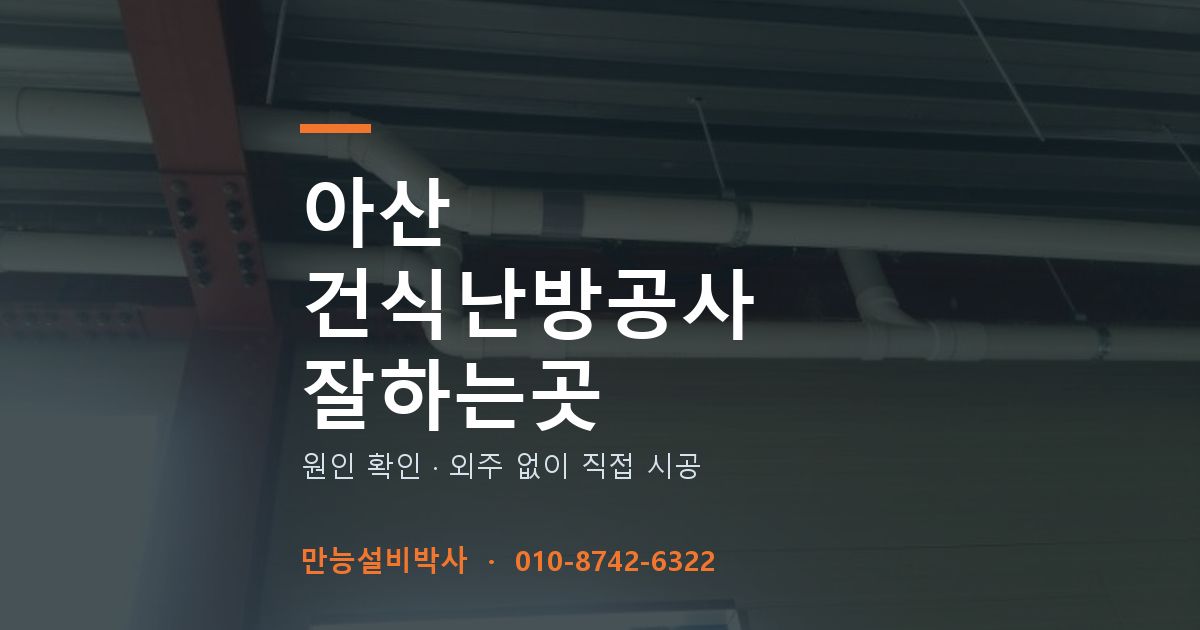 아산
건식난방공사
잘하는곳
원인 확인 · 외주 없이 직접 시공
만능설비박사 · 010-8742-6322